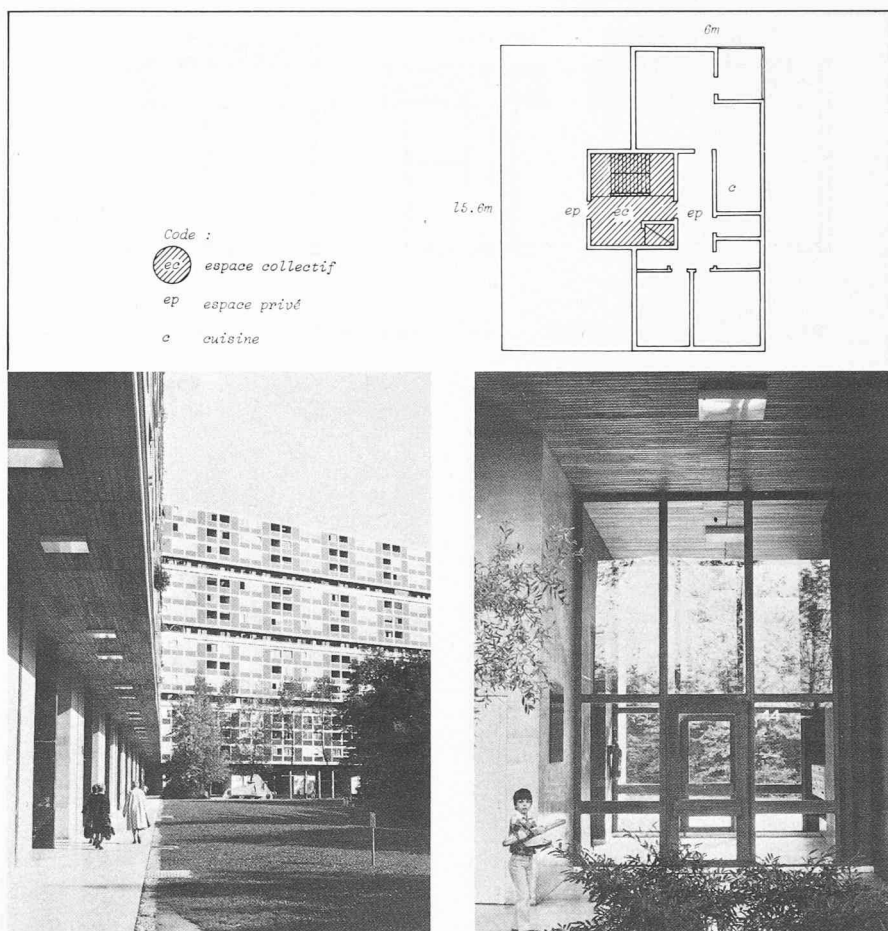 6m
c
15.6m
ep
ec
ep
Code :
ec espace collectif
ep espace privé
c cuisine